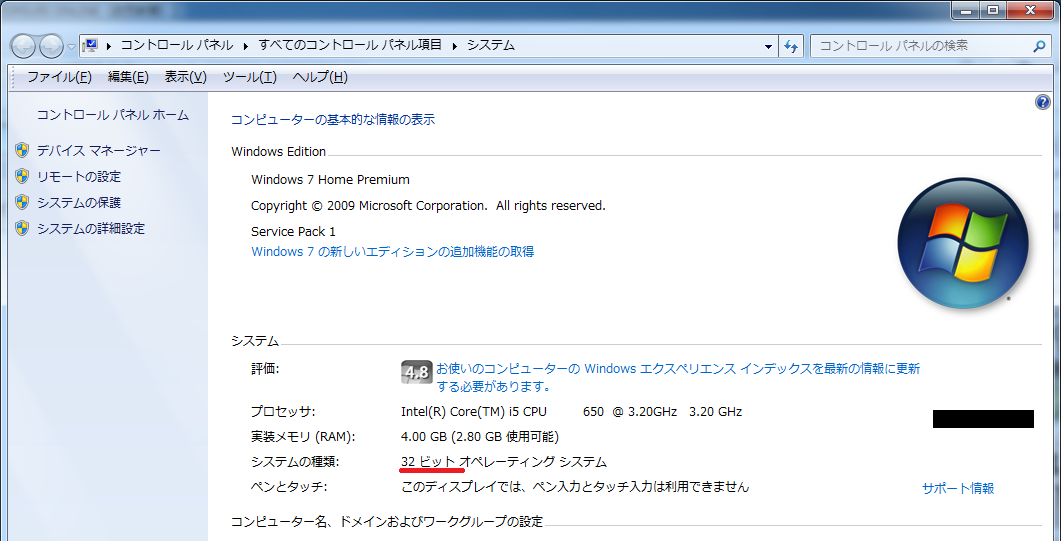 コントロール パネル ▸ すべてのコントロール パネル項目 ▸ システム
コントロール パネルの検索
ファイル(F) 編集(E) 表示(V) ツール(T) ヘルプ(H)
コントロール パネル ホーム
デバイス マネージャー
リモートの設定
システムの保護
システムの詳細設定
コンピューターの基本的な情報の表示
Windows Edition
Windows 7 Home Premium
Copyright © 2009 Microsoft Corporation. All rights reserved.
Service Pack 1
Windows 7 の新しいエディションの追加機能の取得
システム
評価: 4.8 お使いのコンピューターの Windows エクスペリエンス インデックスを最新の情報に更新
する必要があります。
プロセッサ: Intel(R) Core(TM) i5 CPU 650 @ 3.20GHz 3.20 GHz
実装メモリ (RAM): 4.00 GB (2.80 GB 使用可能)
システムの種類: 32 ビット オペレーティング システム
ペンとタッチ: このディスプレイでは、ペン入力とタッチ入力は利用できません
サポート情報
コンピューター名、ドメインおよびワークグループの設定